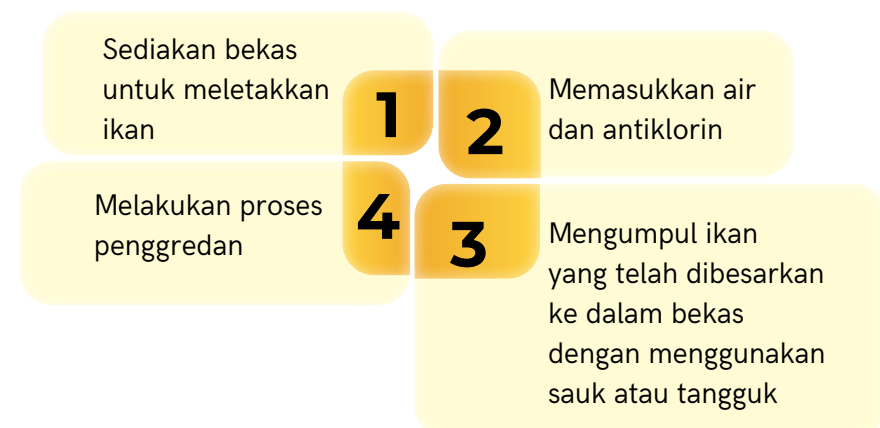 1
Sediakan bekas
untuk meletakkan
ikan
2
Memasukkan air
dan antiklorin
3
Mengumpul ikan
yang telah dibesarkan
ke dalam bekas
dengan menggunakan
sauk atau tangguk
4
Melakukan proses
penggredan